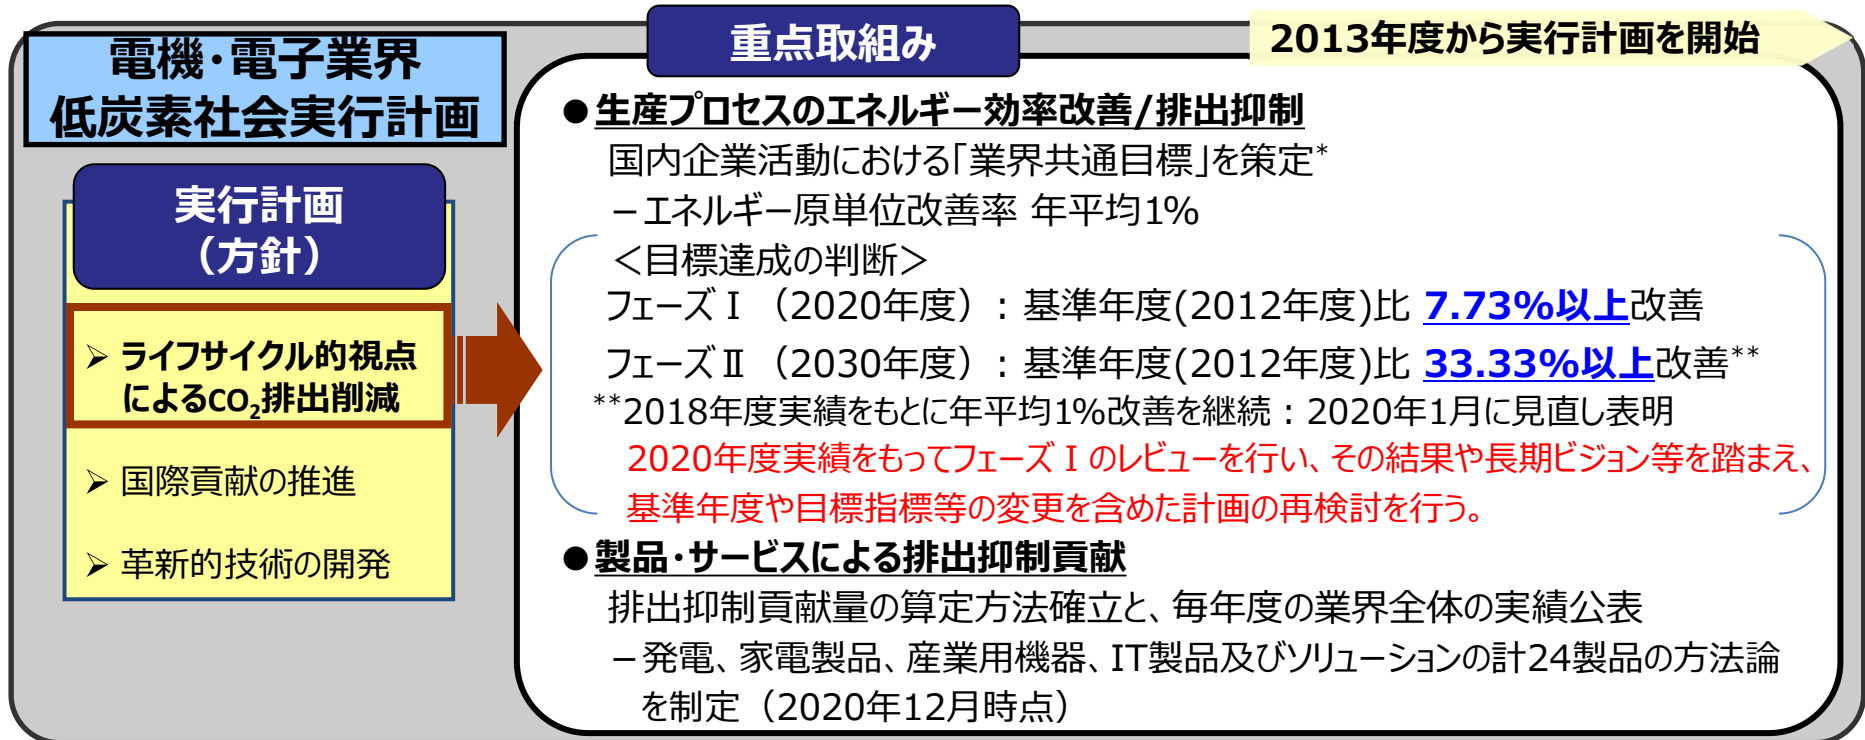 電機･電子業界
低炭素社会実行計画
実行計画
（方針）
➢ ライフサイクル的視点
によるCO₂排出削減
➢ 国際貢献の推進
➢ 革新的技術の開発
重点取組み
2013年度から実行計画を開始
●生産プロセスのエネルギー効率改善/排出抑制
国内企業活動における「業界共通目標」を策定*
－エネルギー原単位改善率 年平均1%
＜目標達成の判断＞
フェーズⅠ（2020年度）：基準年度(2012年度)比 7.73%以上改善
フェーズⅡ（2030年度）：基準年度(2012年度)比 33.33%以上改善**
**2018年度実績をもとに年平均1%改善を継続：2020年1月に見直し表明
2020年度実績をもってフェーズⅠのレビューを行い、その結果や長期ビジョン等を踏まえ、
基準年度や目標指標等の変更を含めた計画の再検討を行う。
●製品･サービスによる排出抑制貢献
排出抑制貢献量の算定方法確立と、毎年度の業界全体の実績公表
－発電、家電製品、産業用機器、IT製品及びソリューションの計24製品の方法論
を制定（2020年12月時点）